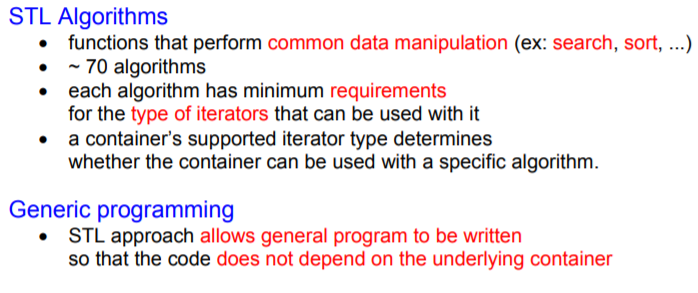 STL Algorithms
• functions that perform common data manipulation (ex: search, sort, ...)
• ~ 70 algorithms
• each algorithm has minimum requirements
for the type of iterators that can be used with it
• a container's supported iterator type determines
whether the container can be used with a specific algorithm.
Generic programming
• STL approach allows general program to be written
so that the code does not depend on the underlying container